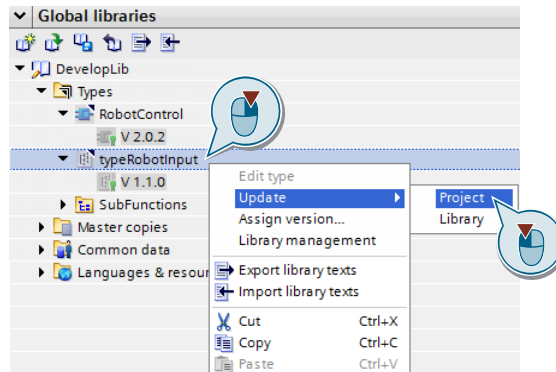 Global libraries
DevelopLib
Types
RobotControl
V 2.0.2
typeRobotInput
V 1.1.0
SubFunctions
Master copies
Common data
Languages & resour
Edit type
Update
Assign version...
Library management
Export library texts
Import library texts
Cut Ctrl+X
Copy Ctrl+C
Paste Ctrl+V
Project
Library